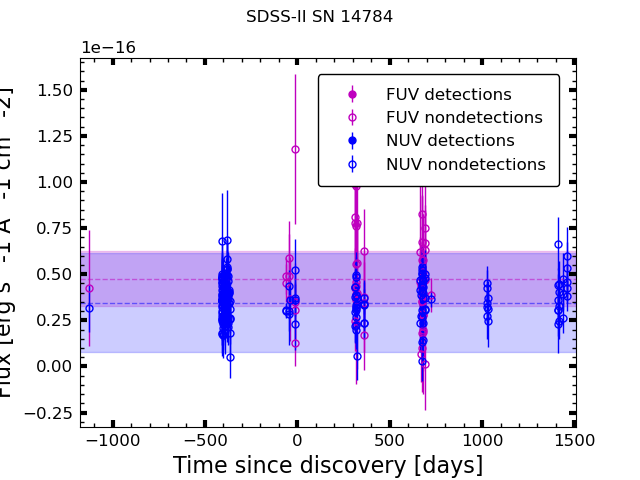 SDSS-II SN 14784
1e−16
FUV detections
FUV nondetections
NUV detections
NUV nondetections
1.50
1.25
1.00
0.75
0.50
0.25
0.00
−0.25
Flux [erg s -1 A -1 cm -2]
−1000 −500 0 500 1000 1500
Time since discovery [days]